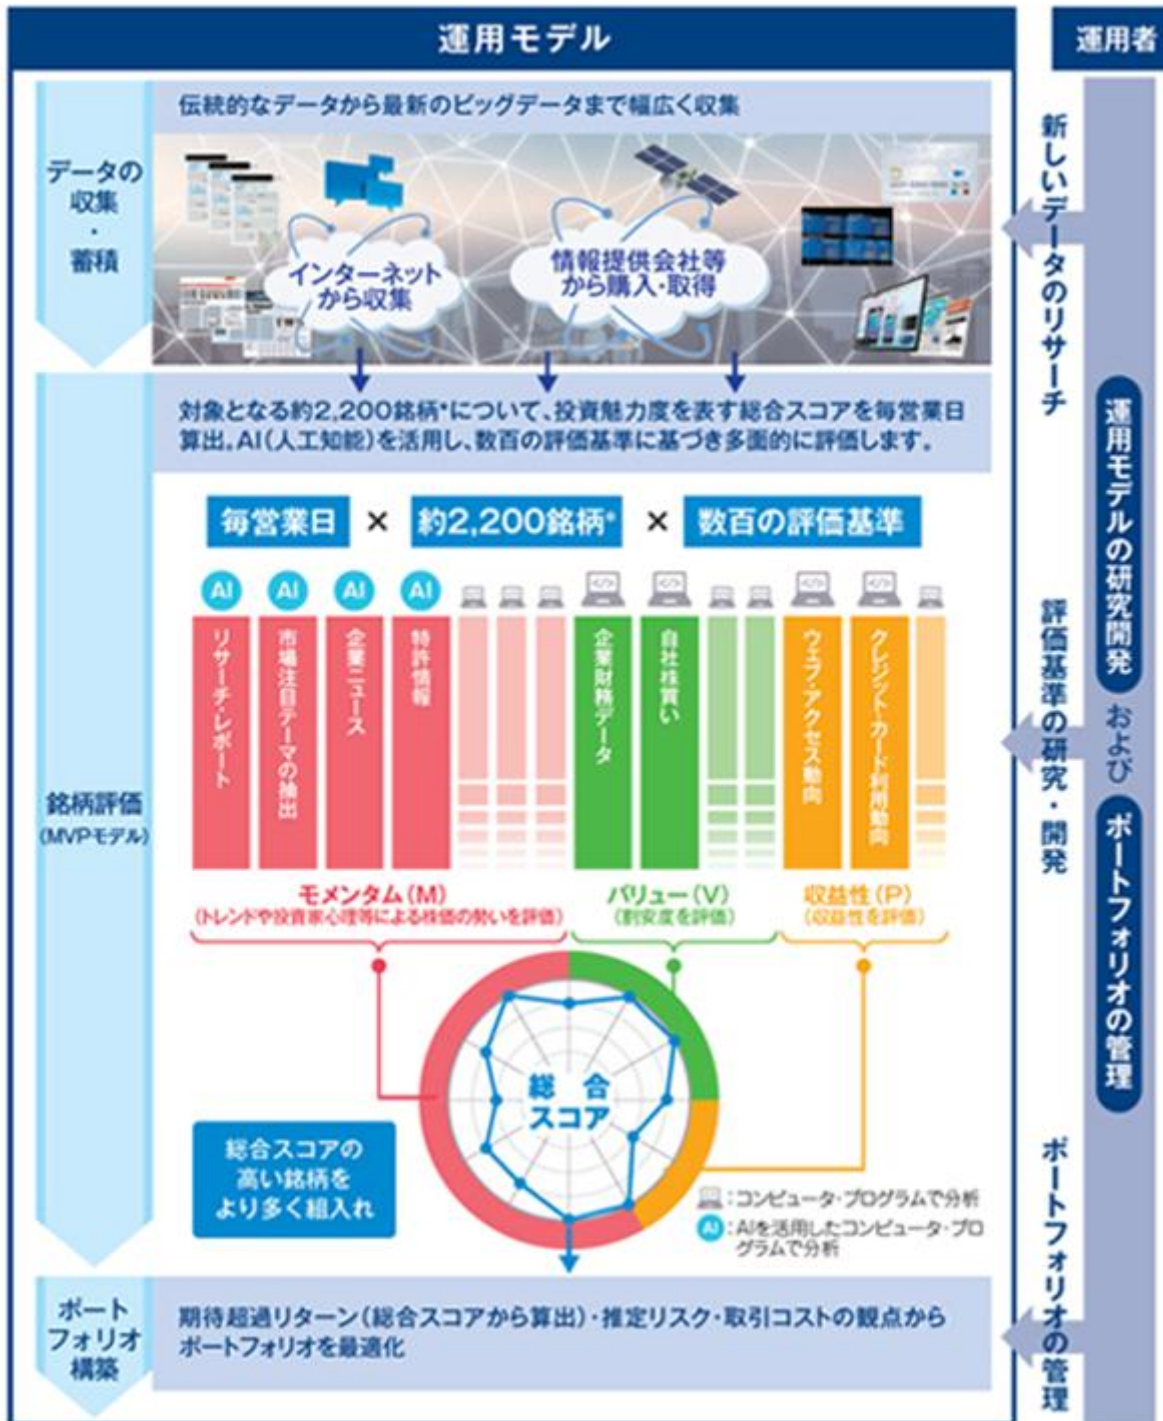 運用モデル
運用者
データの
収集
・
蓄積
伝統的なデータから最新のビッグデータまで幅広く収集
インターネット
から収集
情報提供会社等
から購入・取得
新しいデータのリサーチ
対象となる約2,200銘柄*について、投資魅力度を表す総合スコアを毎営業日
算出。AI(人工知能)を活用し、数百の評価基準に基づき多面的に評価します。
毎営業日 × 約2,200銘柄* × 数百の評価基準
AI AI AI AI
リサーチ・レポート
市場注目テーマの抽出
企業ニュース
特許情報
企業財務データ
自社株買い
ウェブ・アクセス動向
クレジット・カード利用動向
銘柄評価
(MVPモデル)
モメンタム(M)
(トレンドや投資家心理等による株価の勢いを評価)
バリュー(V)
(割安度を評価)
収益性(P)
(収益性を評価)
総合
スコア
総合スコアの
高い銘柄を
より多く組入れ
:コンピュータ・プログラムで分析
AI:AIを活用したコンピュータ・プロ
グラムで分析
評価基準の研究・開発
運用モデルの研究開発
および
ポートフォリオの管理
ポート
フォリオ
構築
期待超過リターン(総合スコアから算出)・推定リスク・取引コストの観点から
ポートフォリオを最適化
ポートフォリオの管理